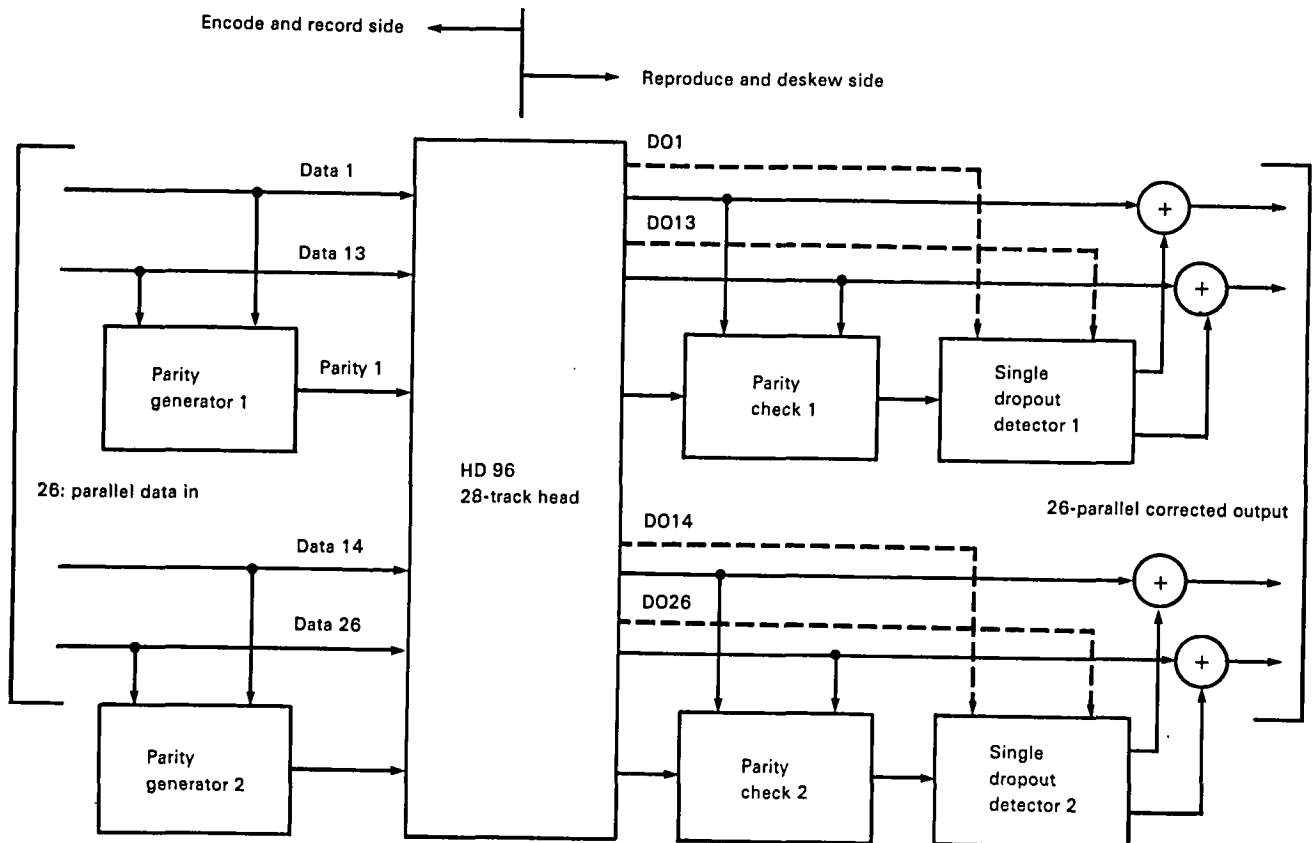 Encode and record side
Reproduce and deskew side
DO1
Data 1
DO13
Data 13
Parity
generator 1
Parity 1
Parity
check 1
Single
dropout
detector 1
HD 96
28-track head
26: parallel data in
26-parallel corrected output
DO14
Data 14
DO26
Data 26
Parity
generator 2
Parity
check 2
Single
dropout
detector 2
+
+
+
+